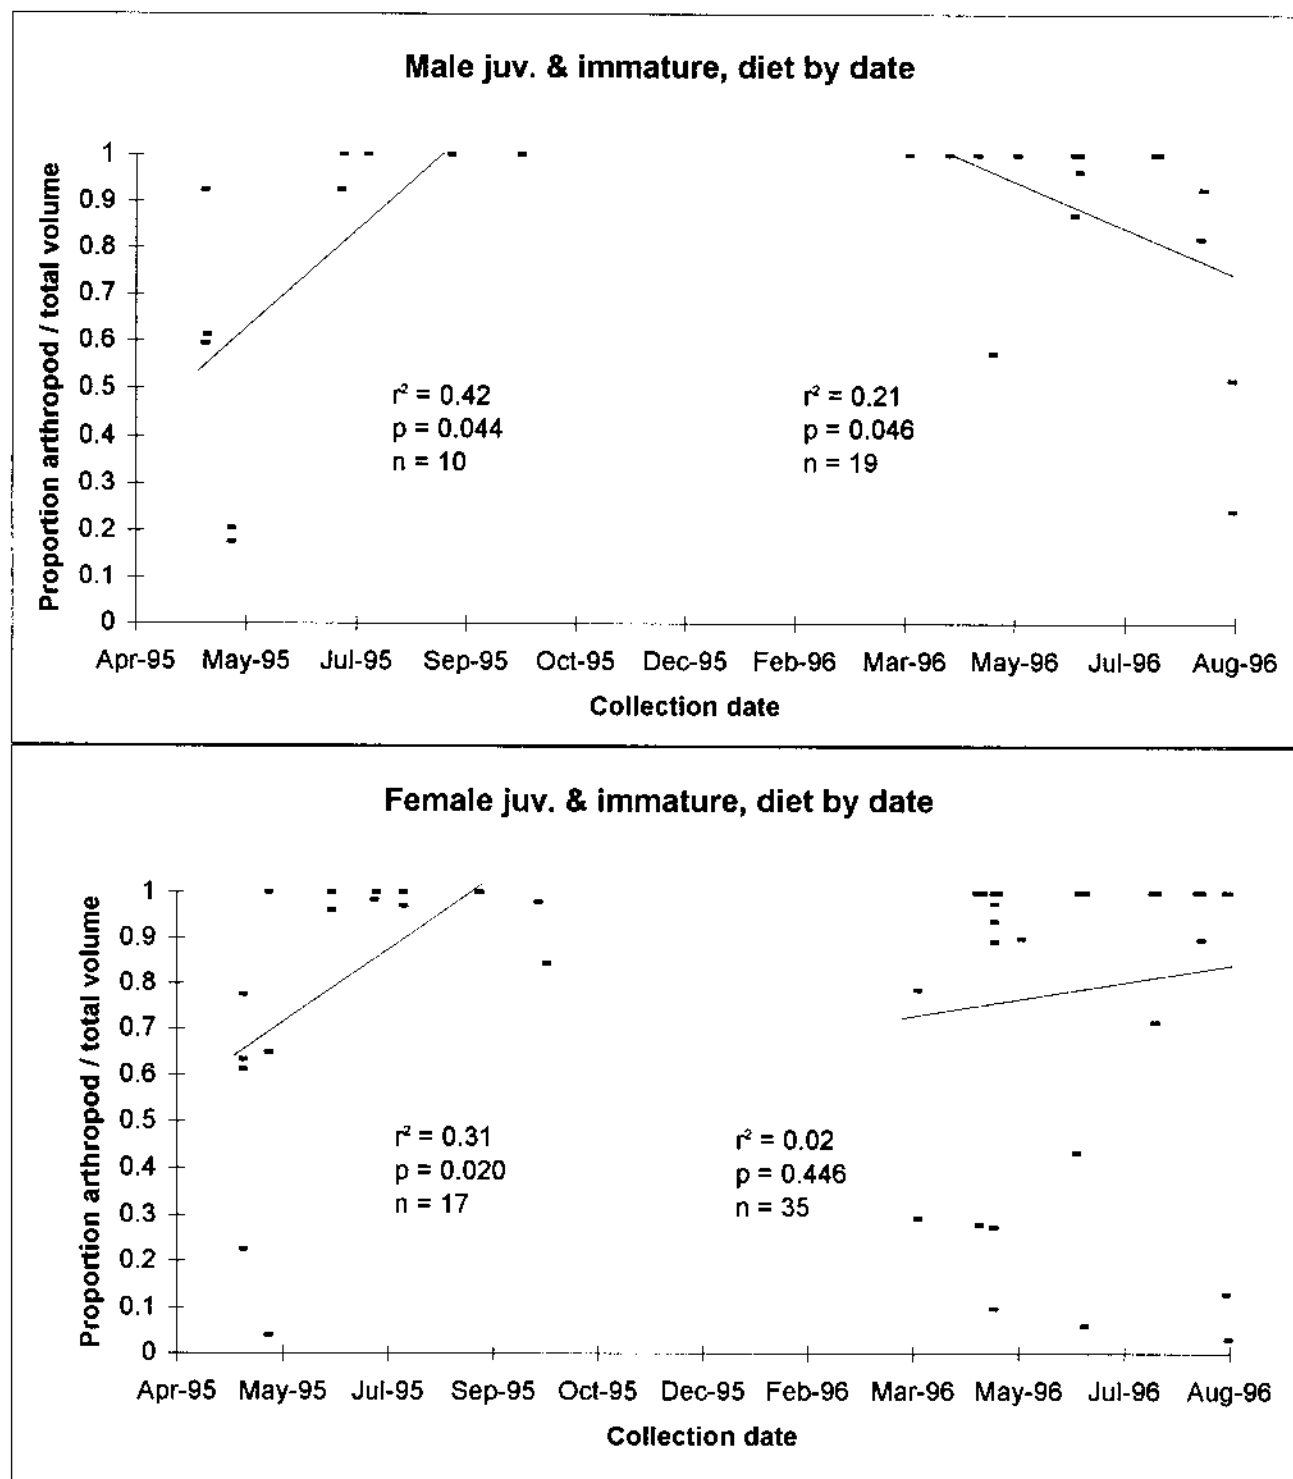 Male juv. & immature, diet by date
Proportion arthropod / total volume
1
0.9
0.8
0.7
0.6
0.5
0.4
0.3
0.2
0.1
0
r² = 0.42
p = 0.044
n = 10
r² = 0.21
p = 0.046
n = 19
Apr-95 May-95 Jul-95 Sep-95 Oct-95 Dec-95 Feb-96 Mar-96 May-96 Jul-96 Aug-96
Collection date
Female juv. & immature, diet by date
Proportion arthropod / total volume
1
0.9
0.8
0.7
0.6
0.5
0.4
0.3
0.2
0.1
0
r² = 0.31
p = 0.020
n = 17
r² = 0.02
p = 0.446
n = 35
Apr-95 May-95 Jul-95 Sep-95 Oct-95 Dec-95 Feb-96 Mar-96 May-96 Jul-96 Aug-96
Collection date